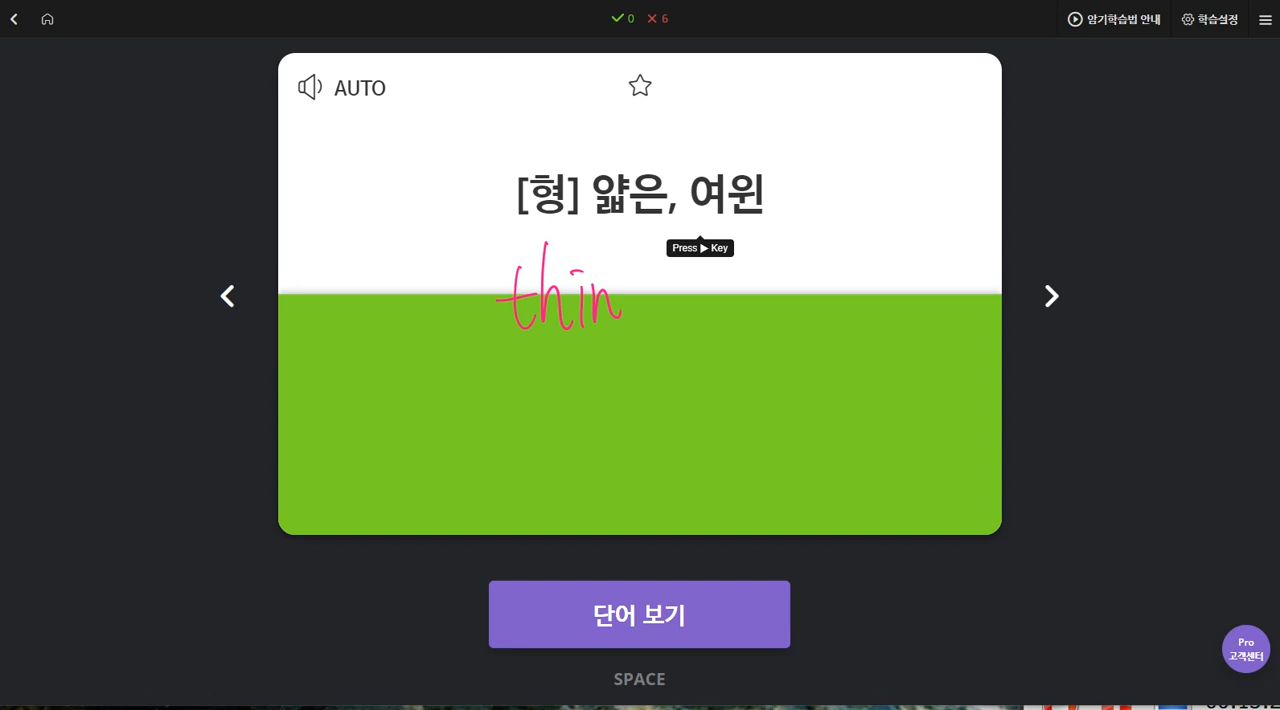 0 6 암기학습법 안내 학습설정
AUTO
[형] 얇은, 여윈
Press ▶ Key
thin
단어 보기
Pro
고객센터
SPACE